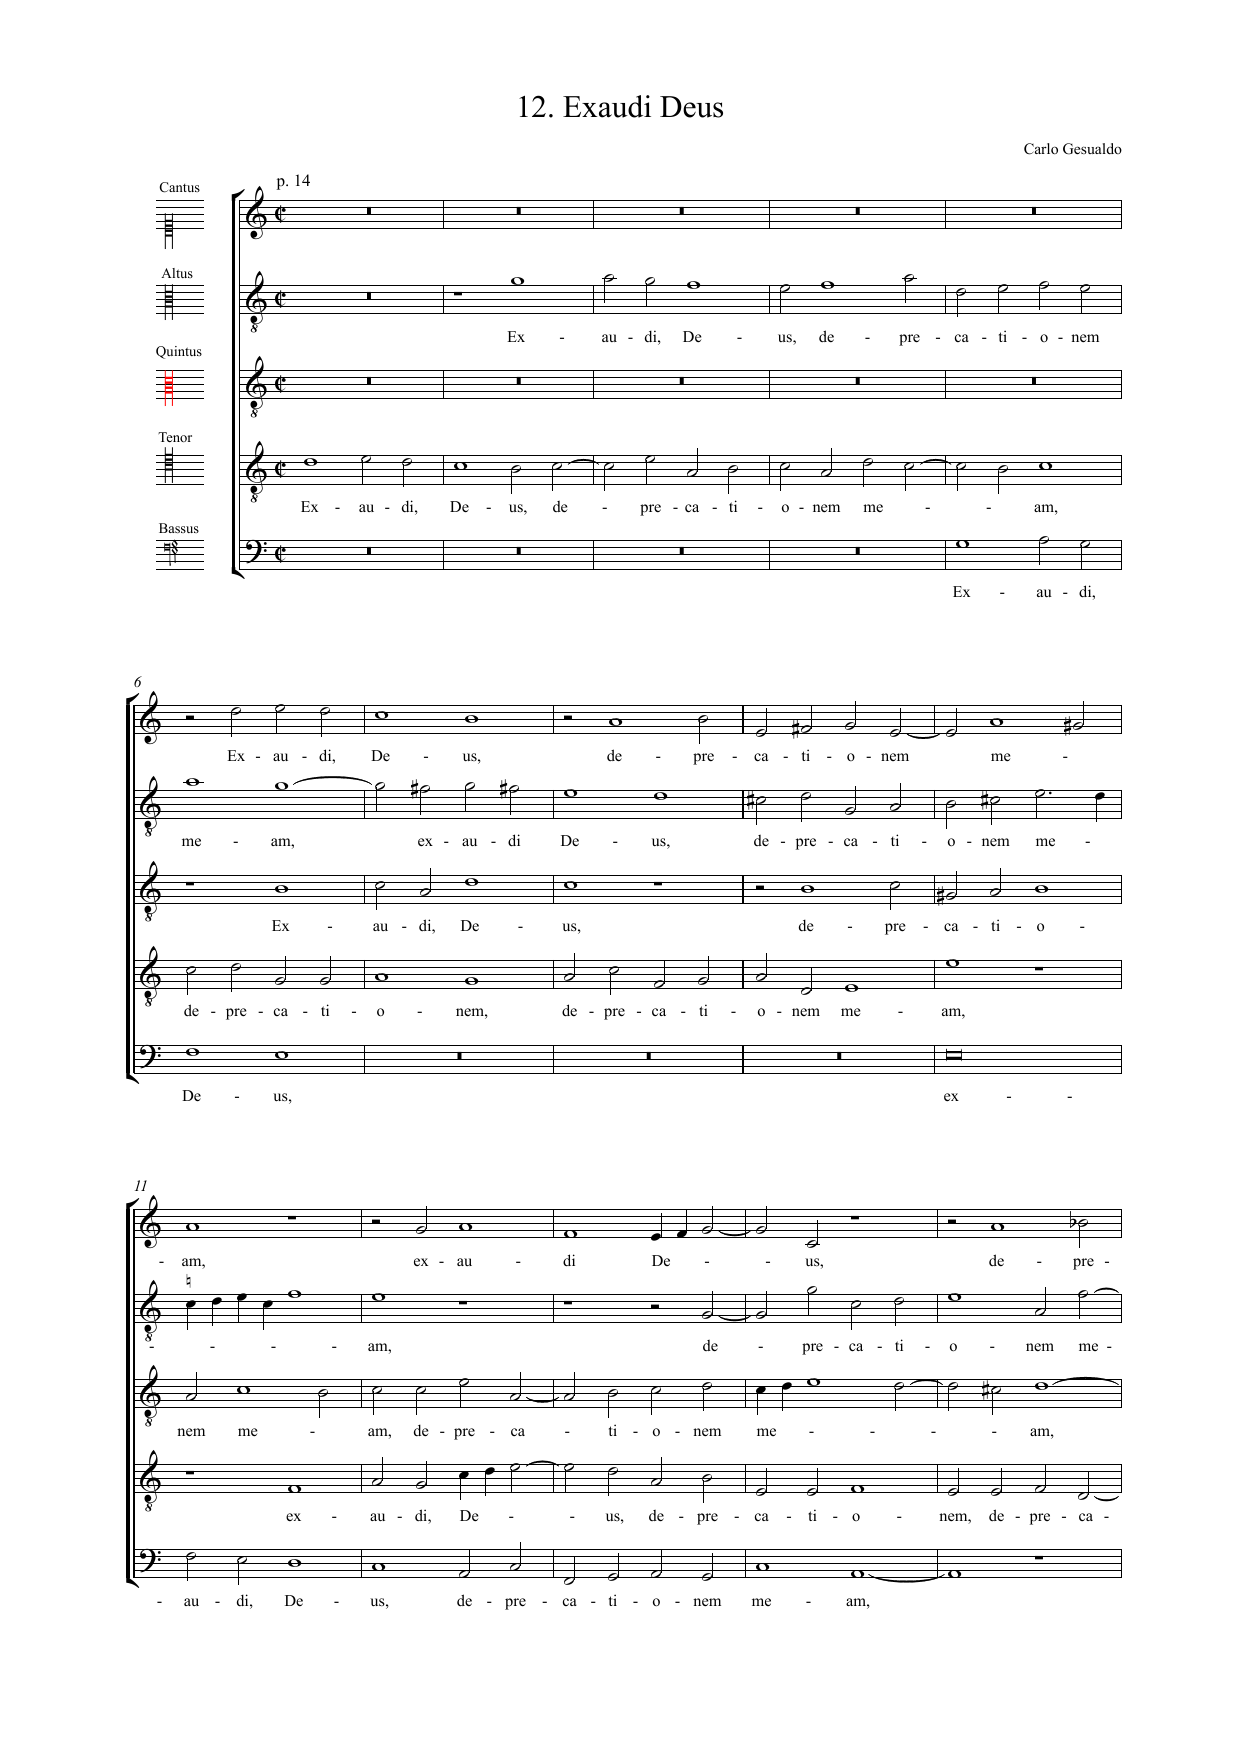 12. Exaudi Deus
Carlo Gesualdo
p. 14
Cantus
Altus
Ex - au - di, De - us, de - pre - ca - ti - o - nem
Quintus
Tenor
Ex - au - di, De - us, de - pre - ca - ti - o - nem me - - am,
Bassus
Ex - au - di,
6
Ex - au - di, De - us, de - pre - ca - ti - o - nem me -
me - am, ex - au - di De - us, de - pre - ca - ti - o - nem me -
Ex - au - di, De - us, de - pre - ca - ti - o -
de - pre - ca - ti - o - nem, de - pre - ca - ti - o - nem me - am,
De - us, ex - -
11
- am, ex - au - di De - - us, de - pre -
- - - - am, de - pre - ca - ti - o - nem me -
nem me - am, de - pre - ca - ti - o - nem me - - - - am,
ex - au - di, De - - us, de - pre - ca - ti - o - nem, de - pre - ca -
- au - di, De - us, de - pre - ca - ti - o - nem me - am,